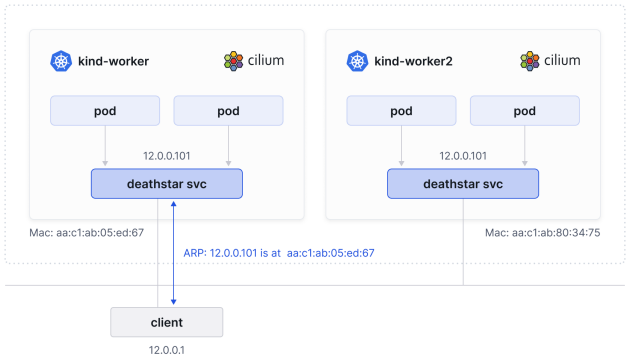 kind-worker
cilium
kind-worker2
cilium
pod
pod
pod
pod
12.0.0.101
12.0.0.101
deathstar svc
deathstar svc
Mac: aa:c1:ab:05:ed:67
Mac: aa:c1:ab:80:34:75
ARP: 12.0.0.101 is at aa:c1:ab:05:ed:67
client
12.0.0.1